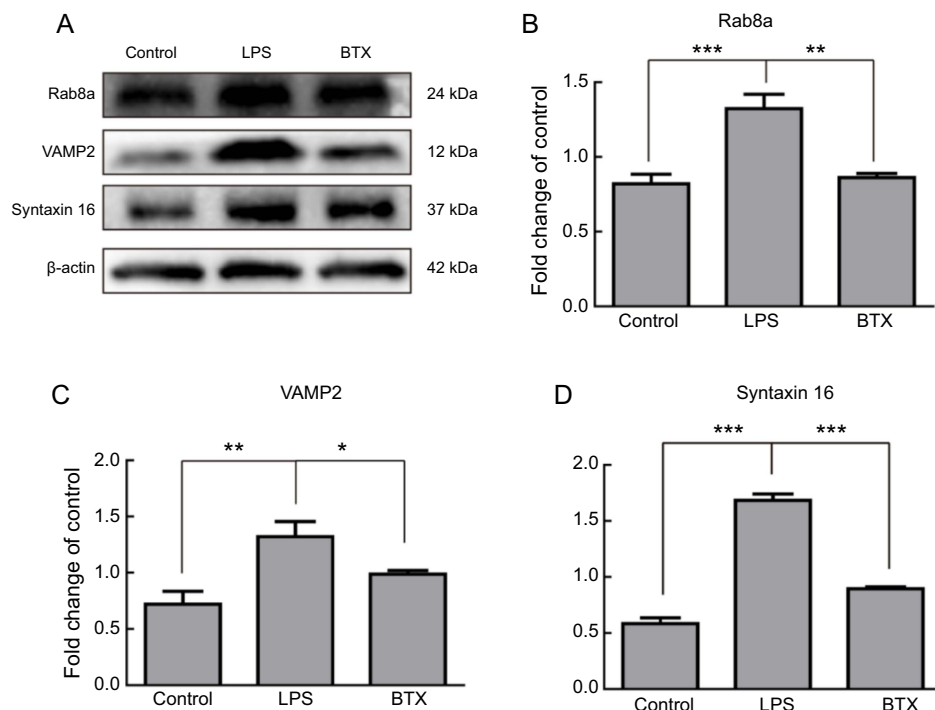 A
Control LPS BTX
Rab8a 24 kDa
VAMP2 12 kDa
Syntaxin 16 37 kDa
β-actin 42 kDa
B
Rab8a
*** **
Fold change of control
1.5
1.0
0.5
0.0
Control LPS BTX
C
VAMP2
** *
Fold change of control
2.0
1.5
1.0
0.5
0.0
Control LPS BTX
D
Syntaxin 16
*** ***
2.0
1.5
1.0
0.5
0.0
Control LPS BTX